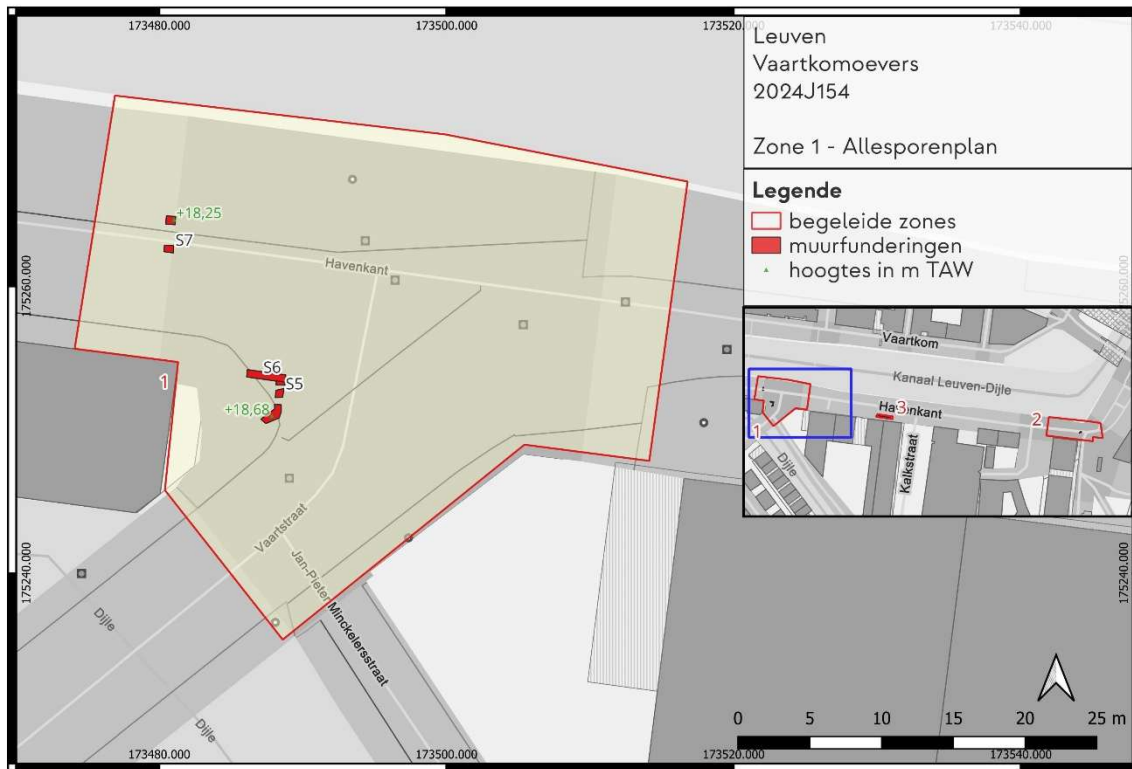 173480.000
173500.000
173520.000
173540.000
Leuven
Vaartkomoevers
2024J154
Zone 1 - Allesporenplan
Legende
begeleide zones
muurfunderingen
hoogtes in m TAW
+18,25
S7
Havenkant
175260.000
175260.000
S6
S5
1
+18,68
Vaartkom
Kanaal Leuven-Dijle
Havenkant
3
2
1
Dijle
Kalkstraat
Vaartstraat
Jan-Pieter Minckelersstraat
175240.000
175240.000
Dijle
Dijle
0 5 10 15 20 25 m
173480.000
173500.000
173520.000
173540.000